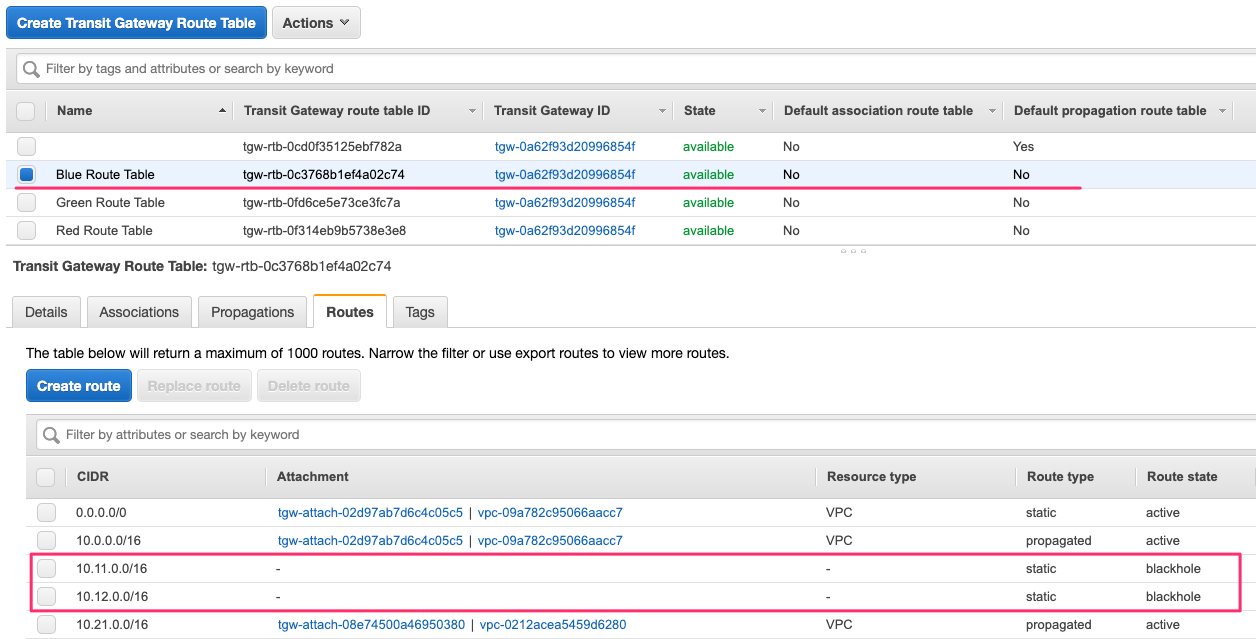 Create Transit Gateway Route Table Actions
Filter by tags and attributes or search by keyword
Name Transit Gateway route table ID Transit Gateway ID State Default association route table Default propagation route table
tgw-rtb-0cd0f35125ebf782a tgw-0a62f93d20996854f available No Yes
Blue Route Table tgw-rtb-0c3768b1ef4a02c74 tgw-0a62f93d20996854f available No No
Green Route Table tgw-rtb-0fd6ce5e73ce3fc7a tgw-0a62f93d20996854f available No No
Red Route Table tgw-rtb-0f314eb9b5738e3e8 tgw-0a62f93d20996854f available No No
Transit Gateway Route Table: tgw-rtb-0c3768b1ef4a02c74
Details Associations Propagations Routes Tags
The table below will return a maximum of 1000 routes. Narrow the filter or use export routes to view more routes.
Create route Replace route Delete route
Filter by attributes or search by keyword
CIDR Attachment Resource type Route type Route state
0.0.0.0/0 tgw-attach-02d97ab7d6c4c05c5 | vpc-09a782c95066aacc7 VPC static active
10.0.0.0/16 tgw-attach-02d97ab7d6c4c05c5 | vpc-09a782c95066aacc7 VPC propagated active
10.11.0.0/16 - - static blackhole
10.12.0.0/16 - - static blackhole
10.21.0.0/16 tgw-attach-08e74500a46950380 | vpc-0212acea5459d6280 VPC propagated active